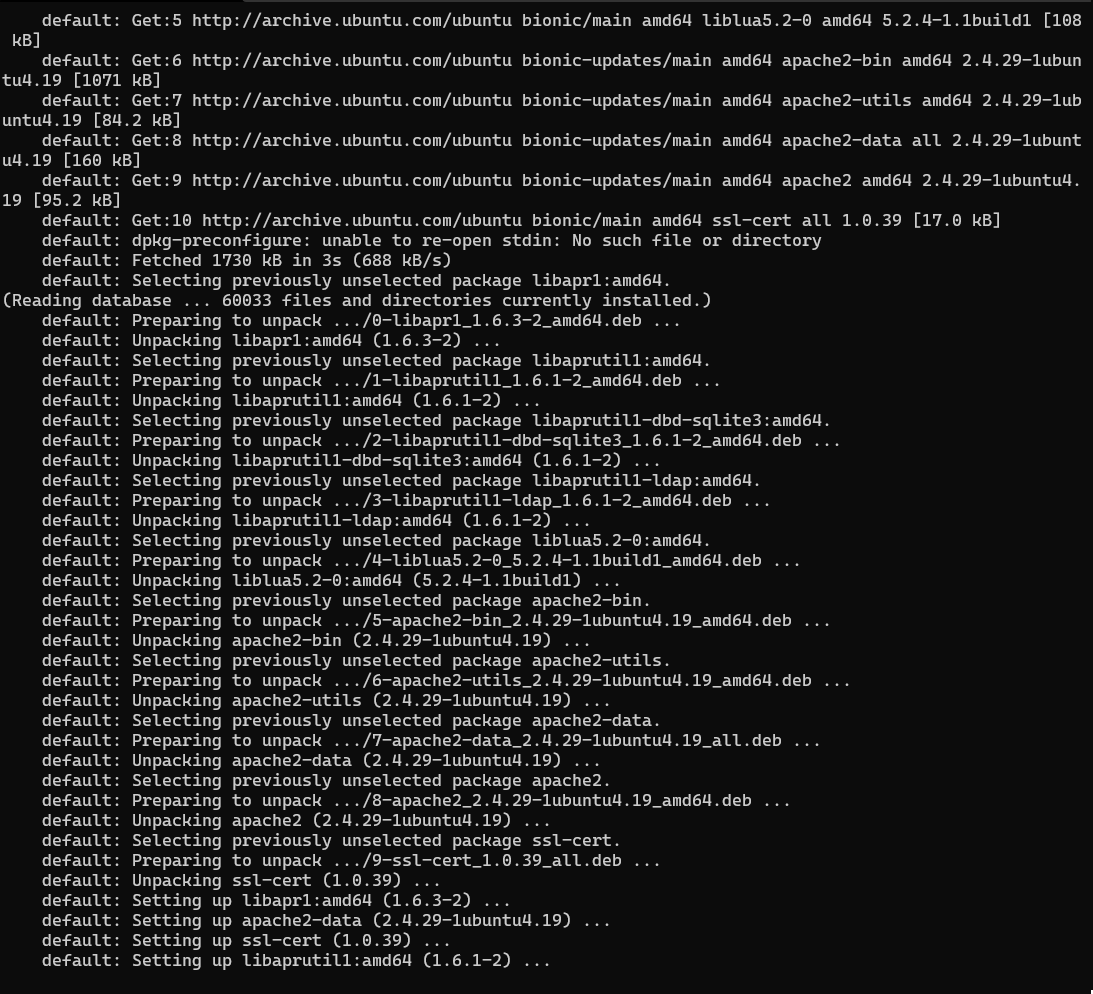 default: Get:5 http://archive.ubuntu.com/ubuntu bionic/main amd64 liblua5.2-0 amd64 5.2.4-1.1build1 [108
kB]
default: Get:6 http://archive.ubuntu.com/ubuntu bionic-updates/main amd64 apache2-bin amd64 2.4.29-1ubun
tu4.19 [1071 kB]
default: Get:7 http://archive.ubuntu.com/ubuntu bionic-updates/main amd64 apache2-utils amd64 2.4.29-1ub
untu4.19 [84.2 kB]
default: Get:8 http://archive.ubuntu.com/ubuntu bionic-updates/main amd64 apache2-data all 2.4.29-1ubunt
u4.19 [160 kB]
default: Get:9 http://archive.ubuntu.com/ubuntu bionic-updates/main amd64 apache2 amd64 2.4.29-1ubuntu4.
19 [95.2 kB]
default: Get:10 http://archive.ubuntu.com/ubuntu bionic/main amd64 ssl-cert all 1.0.39 [17.0 kB]
default: dpkg-preconfigure: unable to re-open stdin: No such file or directory
default: Fetched 1730 kB in 3s (688 kB/s)
default: Selecting previously unselected package libapr1:amd64.
(Reading database ... 60033 files and directories currently installed.)
default: Preparing to unpack .../0-libapr1_1.6.3-2_amd64.deb ...
default: Unpacking libapr1:amd64 (1.6.3-2) ...
default: Selecting previously unselected package libaprutil1:amd64.
default: Preparing to unpack .../1-libaprutil1_1.6.1-2_amd64.deb ...
default: Unpacking libaprutil1:amd64 (1.6.1-2) ...
default: Selecting previously unselected package libaprutil1-dbd-sqlite3:amd64.
default: Preparing to unpack .../2-libaprutil1-dbd-sqlite3_1.6.1-2_amd64.deb ...
default: Unpacking libaprutil1-dbd-sqlite3:amd64 (1.6.1-2) ...
default: Selecting previously unselected package libaprutil1-ldap:amd64.
default: Preparing to unpack .../3-libaprutil1-ldap_1.6.1-2_amd64.deb ...
default: Unpacking libaprutil1-ldap:amd64 (1.6.1-2) ...
default: Selecting previously unselected package liblua5.2-0:amd64.
default: Preparing to unpack .../4-liblua5.2-0_5.2.4-1.1build1_amd64.deb ...
default: Unpacking liblua5.2-0:amd64 (5.2.4-1.1build1) ...
default: Selecting previously unselected package apache2-bin.
default: Preparing to unpack .../5-apache2-bin_2.4.29-1ubuntu4.19_amd64.deb ...
default: Unpacking apache2-bin (2.4.29-1ubuntu4.19) ...
default: Selecting previously unselected package apache2-utils.
default: Preparing to unpack .../6-apache2-utils_2.4.29-1ubuntu4.19_amd64.deb ...
default: Unpacking apache2-utils (2.4.29-1ubuntu4.19) ...
default: Selecting previously unselected package apache2-data.
default: Preparing to unpack .../7-apache2-data_2.4.29-1ubuntu4.19_all.deb ...
default: Unpacking apache2-data (2.4.29-1ubuntu4.19) ...
default: Selecting previously unselected package apache2.
default: Preparing to unpack .../8-apache2_2.4.29-1ubuntu4.19_amd64.deb ...
default: Unpacking apache2 (2.4.29-1ubuntu4.19) ...
default: Selecting previously unselected package ssl-cert.
default: Preparing to unpack .../9-ssl-cert_1.0.39_all.deb ...
default: Unpacking ssl-cert (1.0.39) ...
default: Setting up libapr1:amd64 (1.6.3-2) ...
default: Setting up apache2-data (2.4.29-1ubuntu4.19) ...
default: Setting up ssl-cert (1.0.39) ...
default: Setting up libaprutil1:amd64 (1.6.1-2) ...